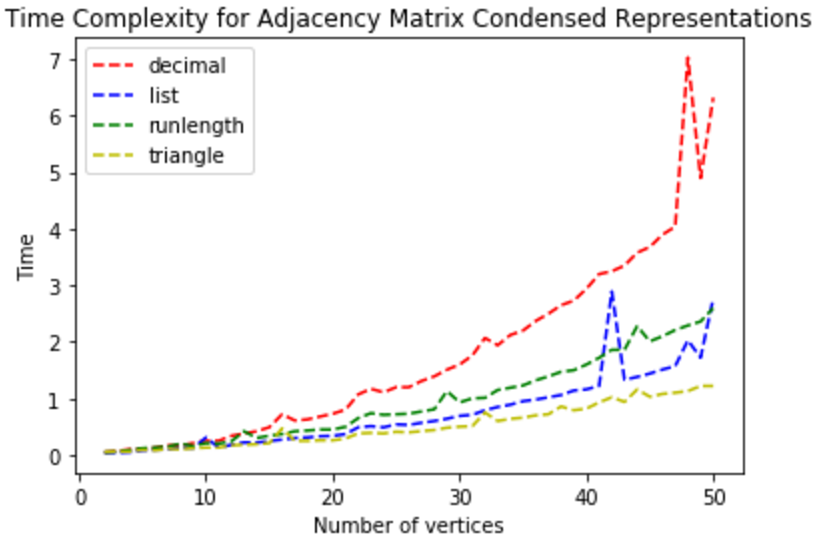 Time Complexity for Adjacency Matrix Condensed Representations
decimal
list
runlength
triangle
7
6
5
4
3
2
1
0
Time
0 10 20 30 40 50
Number of vertices